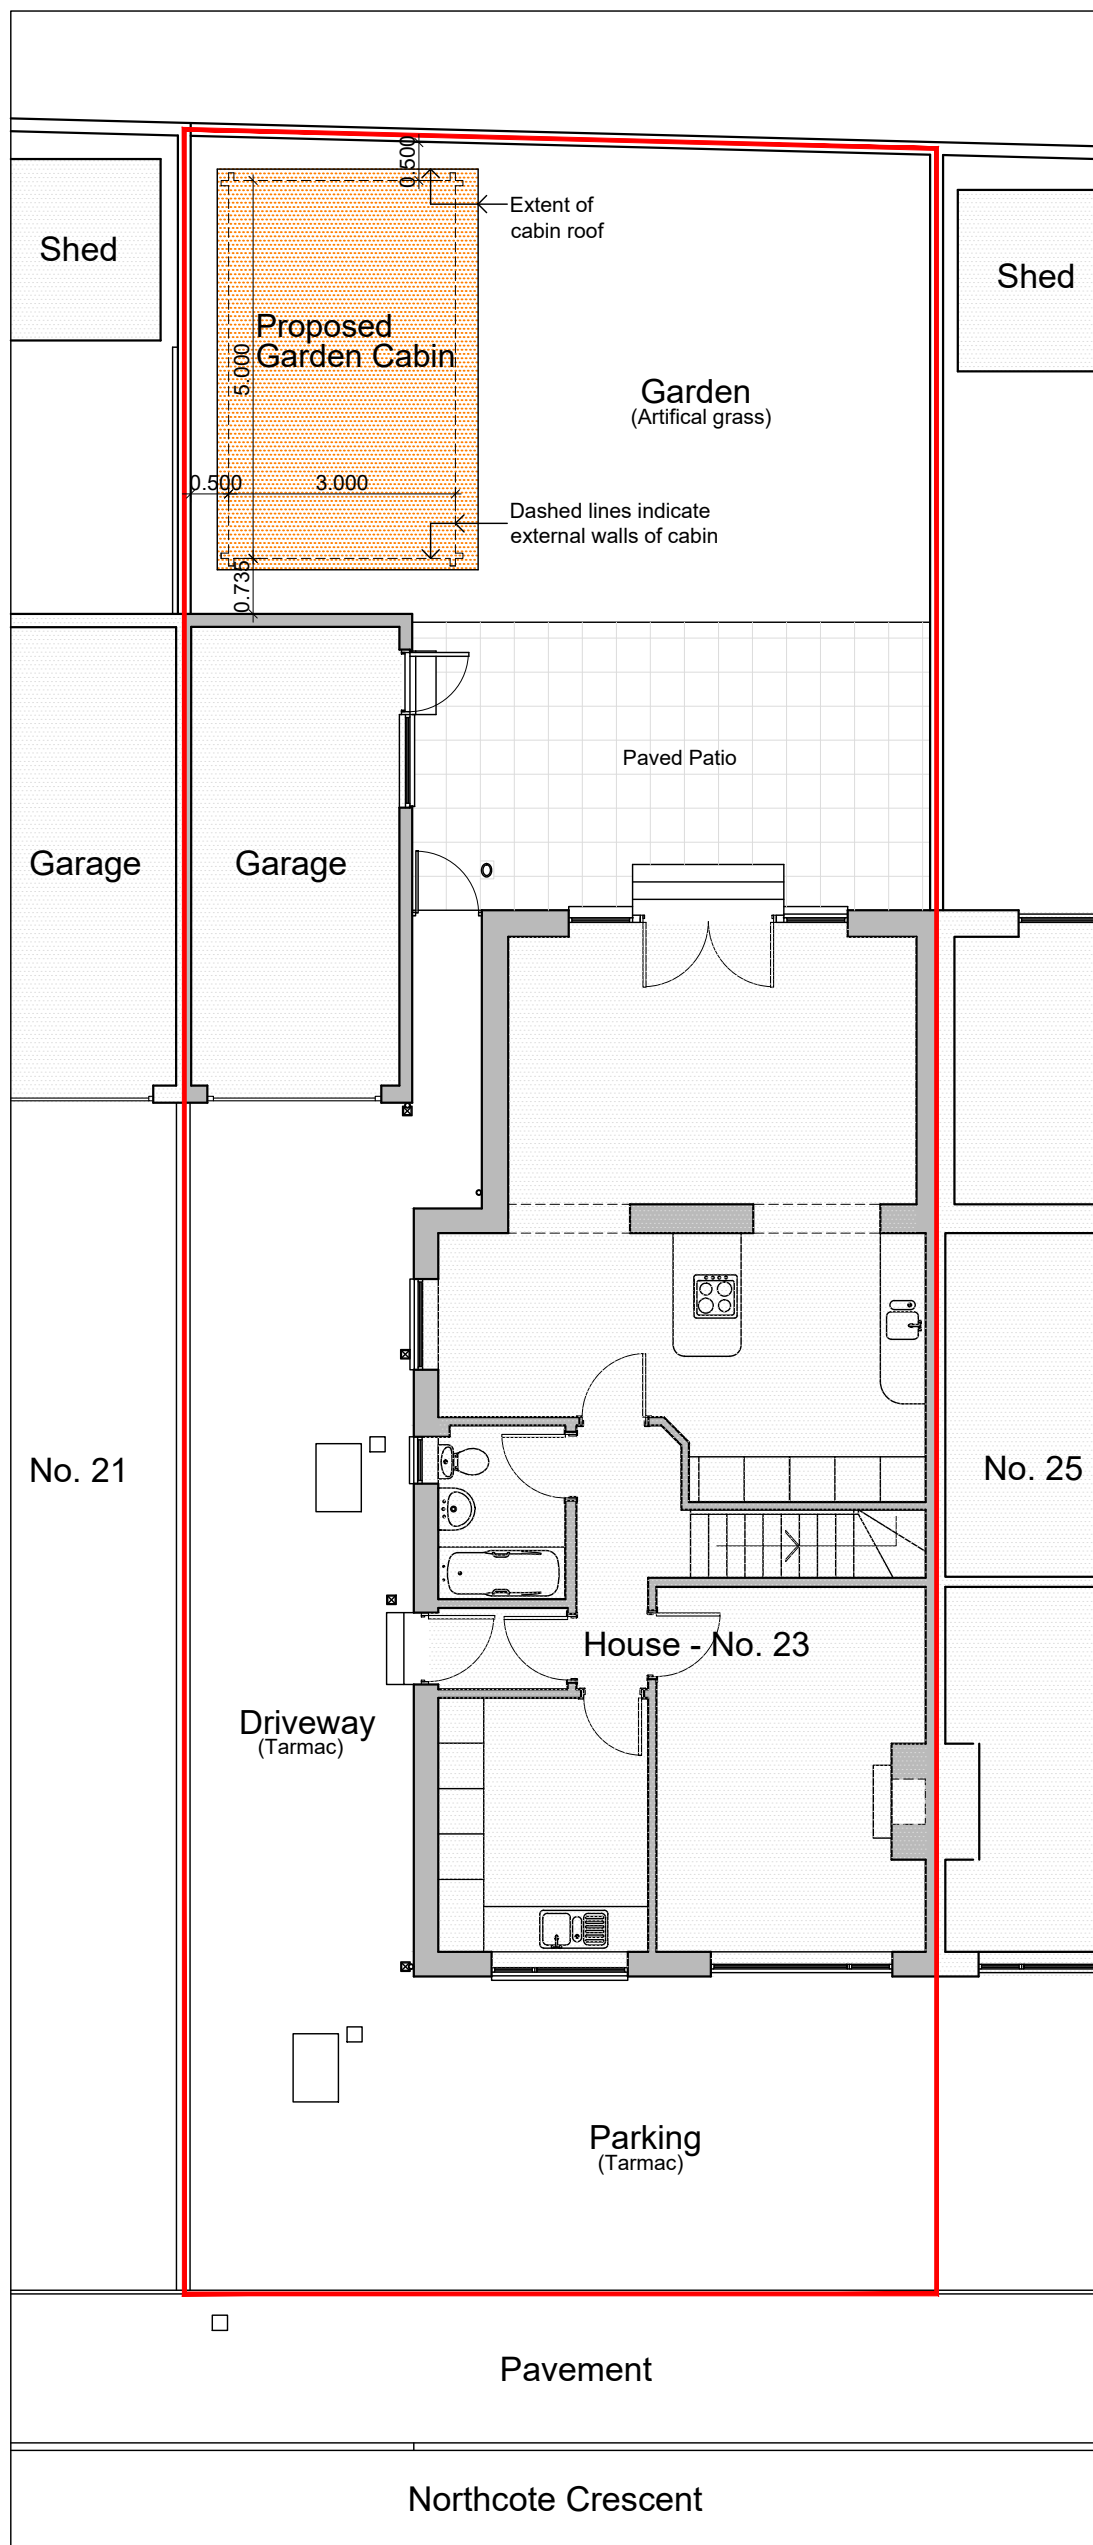 0.500
Extent of
cabin roof
Shed
Shed
Proposed
Garden Cabin
5.000
Garden
(Artifical grass)
0.500
3.000
Dashed lines indicate
external walls of cabin
0.735
Paved Patio
Garage
Garage
No. 21
No. 25
House - No. 23
Driveway
(Tarmac)
Parking
(Tarmac)
Pavement
Northcote Crescent